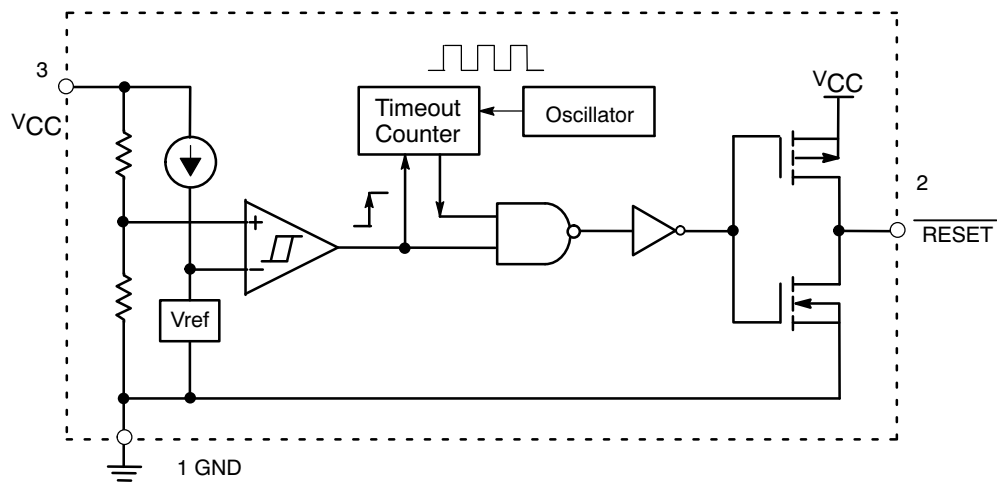 3
VCC
Timeout
Counter
Oscillator
VCC
2
RESET
+
−
Vref
1 GND